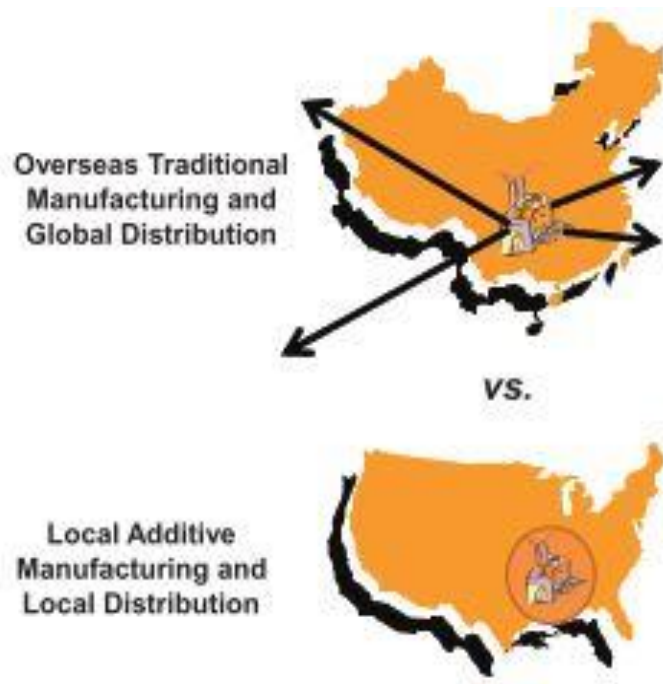 Overseas Traditional
Manufacturing and
Global Distribution
vs.
Local Additive
Manufacturing and
Local Distribution